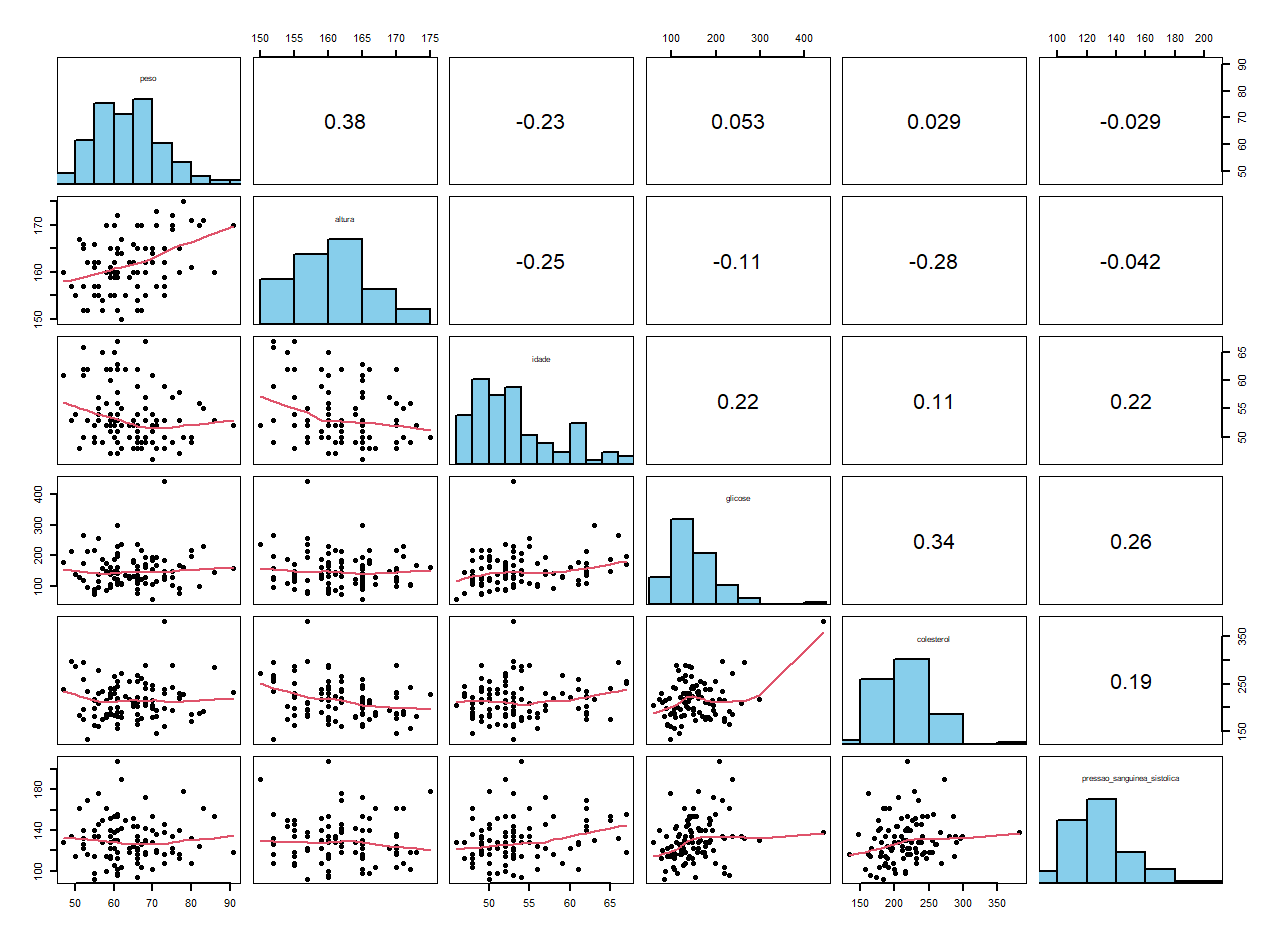 150 155 160 165 170 175 100 200 300 400 100 120 140 160 180 200
peso 0.38 -0.23 0.053 0.029 -0.029
50 60 70 80 90
altura -0.25 -0.11 -0.28 -0.042
150 160 170
idade 0.22 0.11 0.22
50 55 60 65
glicose 0.34 0.26
100 200 300 400
colesterol 0.19
150 250 350
pressao_sanguinea_sistolica
100 140 180
50 60 70 80 90 50 55 60 65 150 200 250 300 350